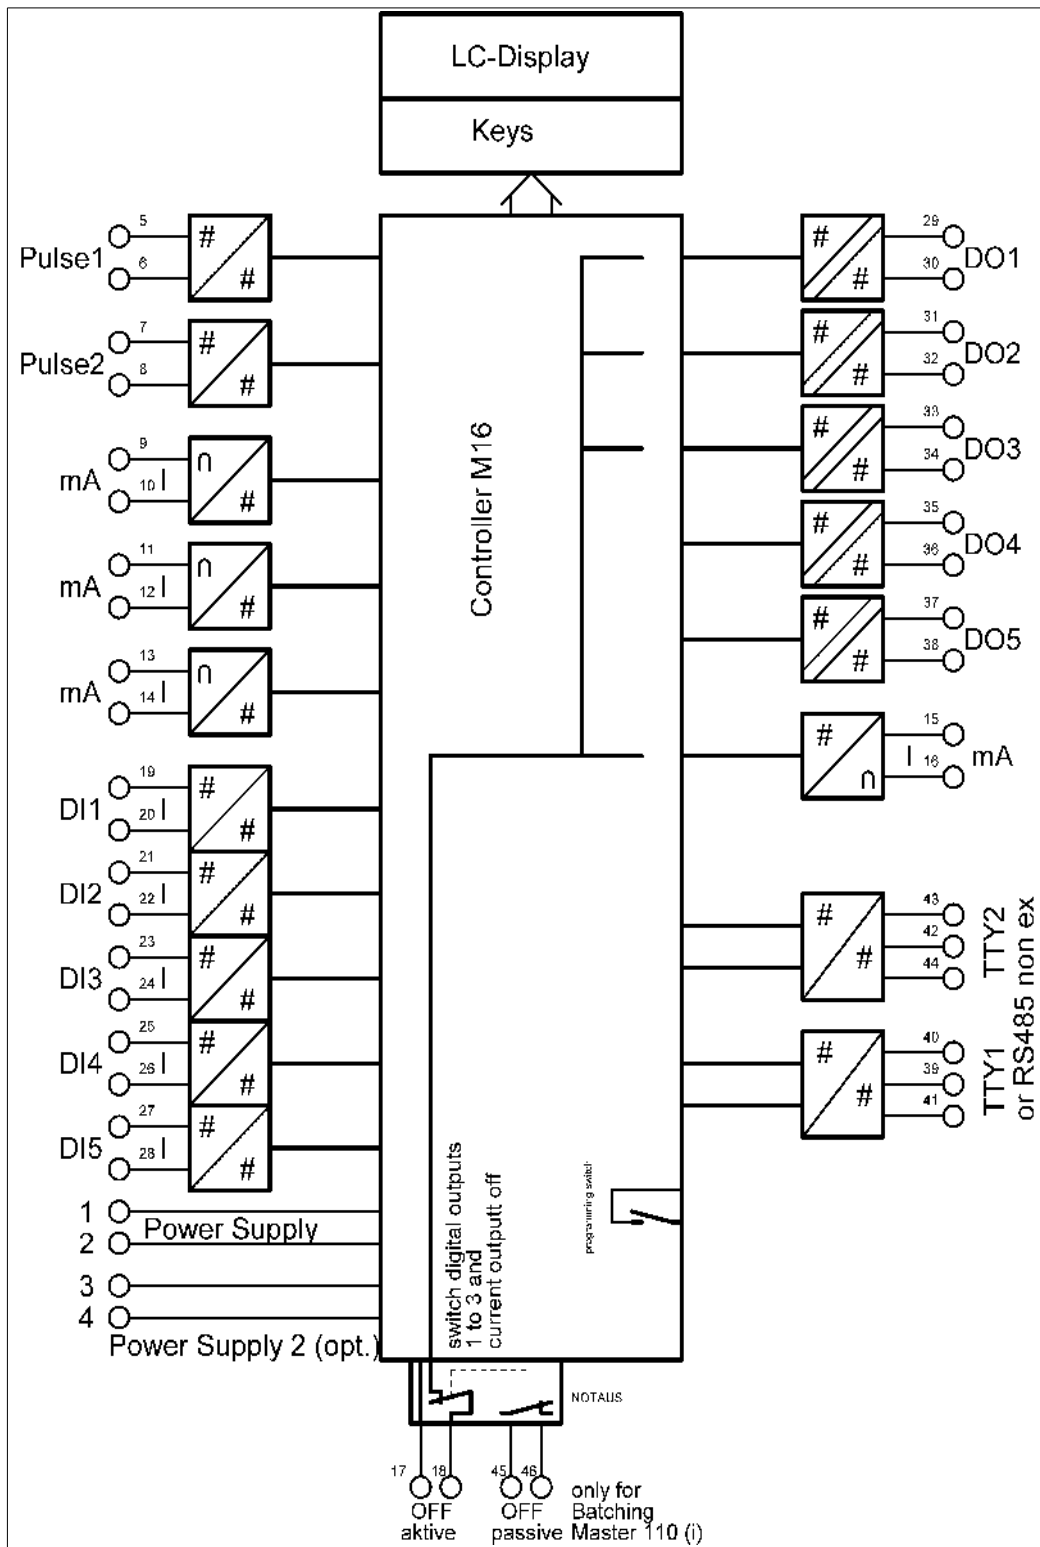 LC-Display
Keys
Controller M16
Pulse1
5
6
# #
Pulse2
7
8
# #
mA
9
10 I
∩ #
mA
11
12 I
∩ #
mA
13
14 I
∩ #
DI1
19
20 I
# #
DI2
21
22 I
# #
DI3
23
24 I
# #
DI4
25
26 I
# #
DI5
27
28 I
# #
1
2
Power Supply
3
4
Power Supply 2 (opt.)
# #
29
30
DO1
# #
31
32
DO2
# #
33
34
DO3
# #
35
36
DO4
# #
37
38
DO5
# ∩
15
I 16
mA
# #
43
42
44
TTY2
# #
40
39
41
TTY1
or RS485 non ex
programming switch
switch digital outputs
1 to 3 and
current outputt off
NOTAUS
17
18
45
46
OFF
aktive
OFF
passive
only for
Batching
Master 110 (i)